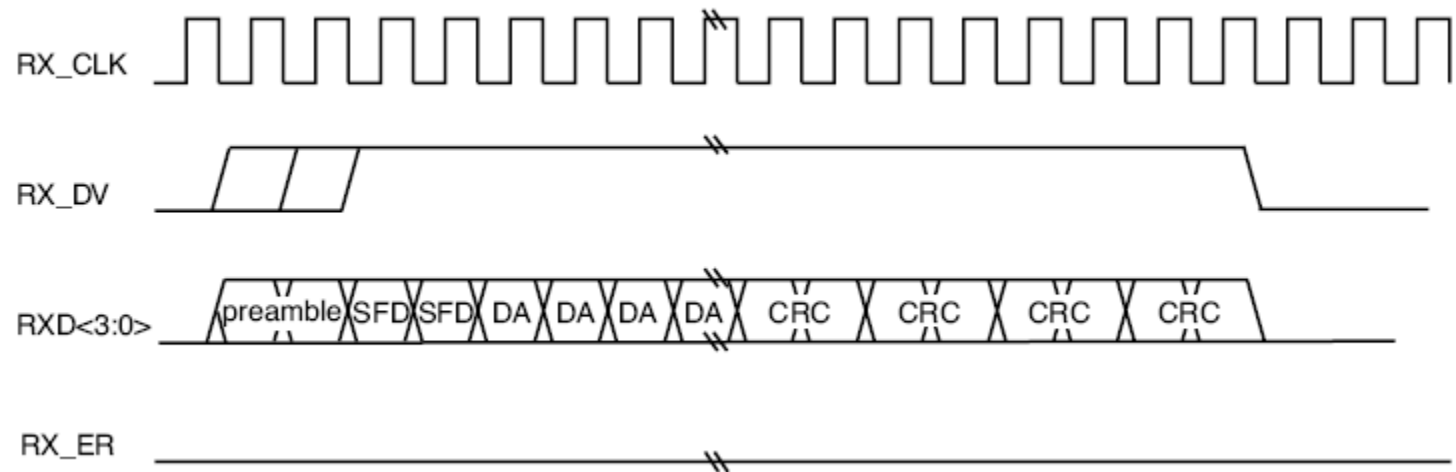 RX_CLK
RX_DV
RXD<3:0> preamble SFD SFD DA DA DA DA CRC CRC CRC CRC
RX_ER